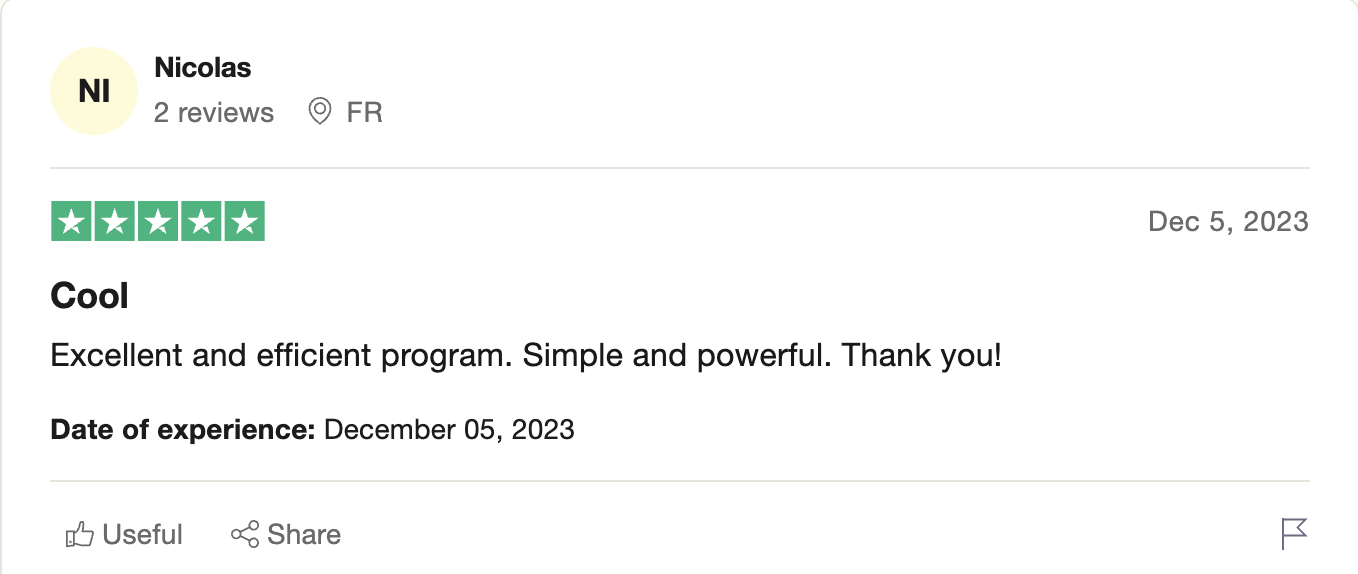 NI
Nicolas
2 reviews FR
Dec 5, 2023
Cool
Excellent and efficient program. Simple and powerful. Thank you!
Date of experience: December 05, 2023
Useful Share